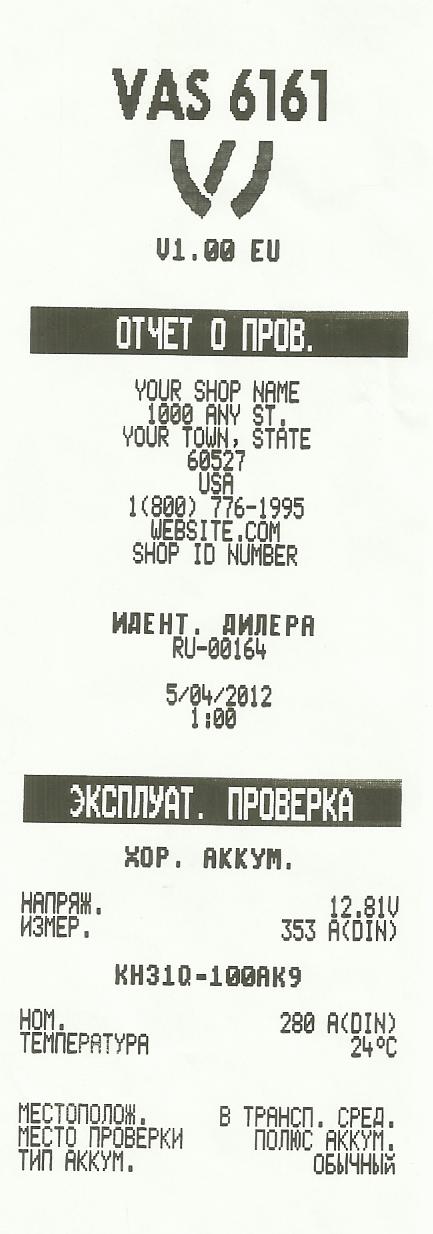 VAS 6161
V1.00 EU
ОТЧЕТ О ПРОВ.
YOUR SHOP NAME
1000 ANY ST.
YOUR TOWN, STATE
60527
USA
1(800) 776-1995
WEBSITE.COM
SHOP ID NUMBER
ИДЕНТ. ДИЛЕРА
RU-00164
5/04/2012
1:00
ЭКСПЛУАТ. ПРОВЕРКА
ХОР. АККУМ.
НАПРЯЖ. 12.81V
ИЗМЕР. 353 A(DIN)
KH31Q-100AK9
НОМ. 280 A(DIN)
ТЕМПЕРАТУРА 24°C
МЕСТОПОЛОЖ. В ТРАНСП. СРЕД.
МЕСТО ПРОВЕРКИ ПОЛЮС АККУМ.
ТИП АККУМ. ОБЫЧНЫЙ